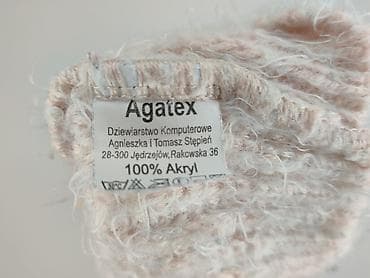 Agatex
Dziewiarstwo Komputerowe
Agnieszka i Tomasz Stępień
28-300 Jędrzejów,Rakowska 36
100% Akryl